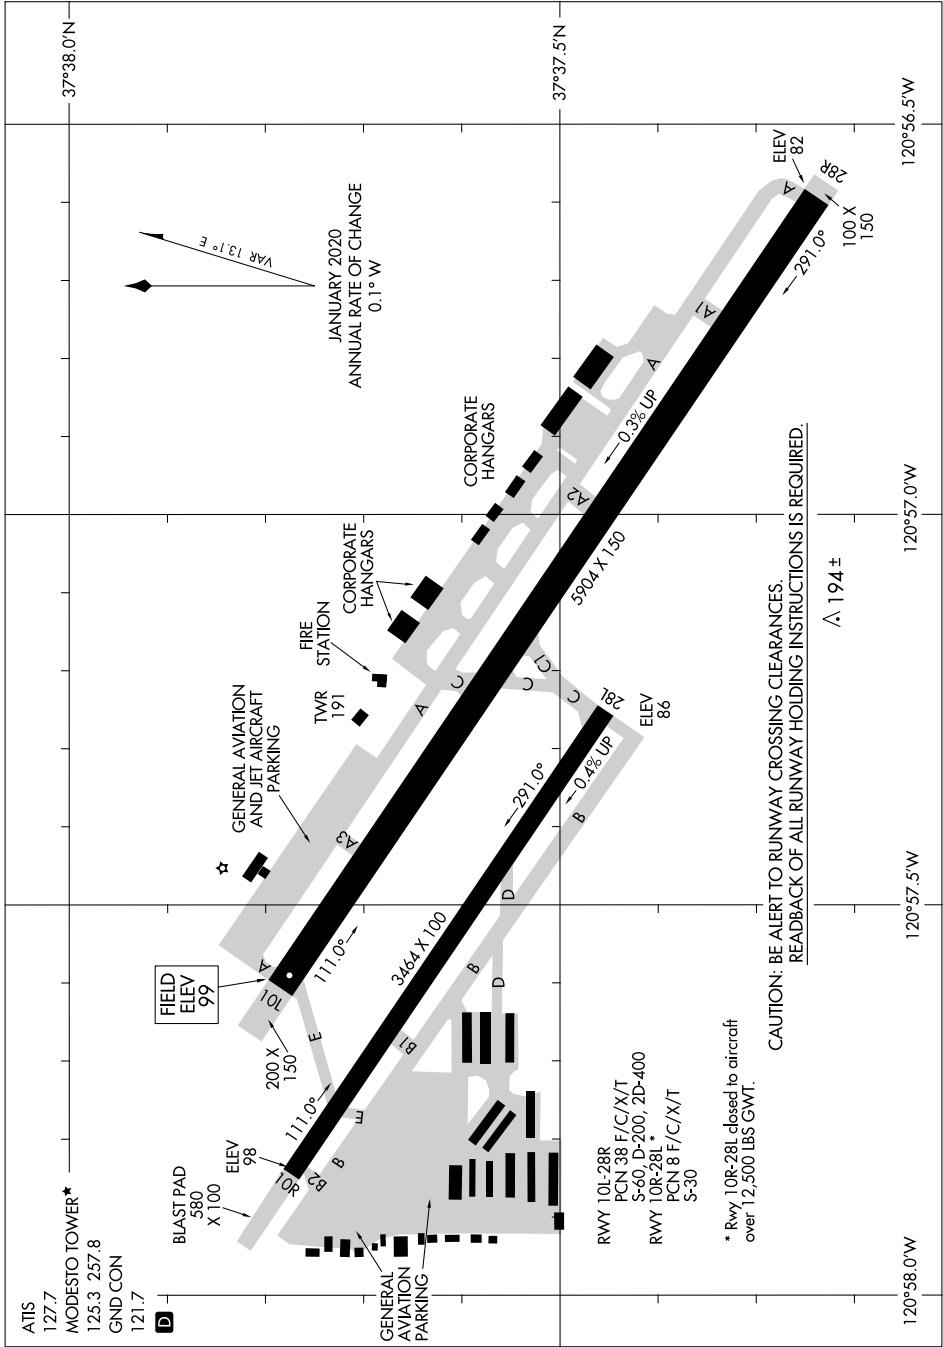 ATIS
127.7
MODESTO TOWER★
125.3 257.8
GND CON
121.7
D
BLAST PAD
580
X 100
ELEV
98
FIELD
ELEV
99
200 X
150
GENERAL AVIATION
AND JET AIRCRAFT
PARKING
TWR
191
FIRE
STATION
CORPORATE
HANGARS
CORPORATE
HANGARS
JANUARY 2020
ANNUAL RATE OF CHANGE
0.1° W
VAR 13.1° E
37°38.0'N
37°37.5'N
10L
A
111.0°
A3
A
C
5904 X 150
A2
0.3% UP
A
A1
291.0°
A
ELEV
82
28R
100 X
150
10R
B2
B
111.0°
E
E
B1
3464 X 100
B
D
D
291.0°
0.4% UP
B
C
C1
C
28L
ELEV
86
GENERAL
AVIATION
PARKING
RWY 10L-28R
PCN 38 F/C/X/T
S-60, D-200, 2D-400
RWY 10R-28L *
PCN 8 F/C/X/T
S-30
* Rwy 10R-28L closed to aircraft
over 12,500 LBS GWT.
CAUTION: BE ALERT TO RUNWAY CROSSING CLEARANCES.
READBACK OF ALL RUNWAY HOLDING INSTRUCTIONS IS REQUIRED.
194 ±
120°58.0'W
120°57.5'W
120°57.0'W
120°56.5'W